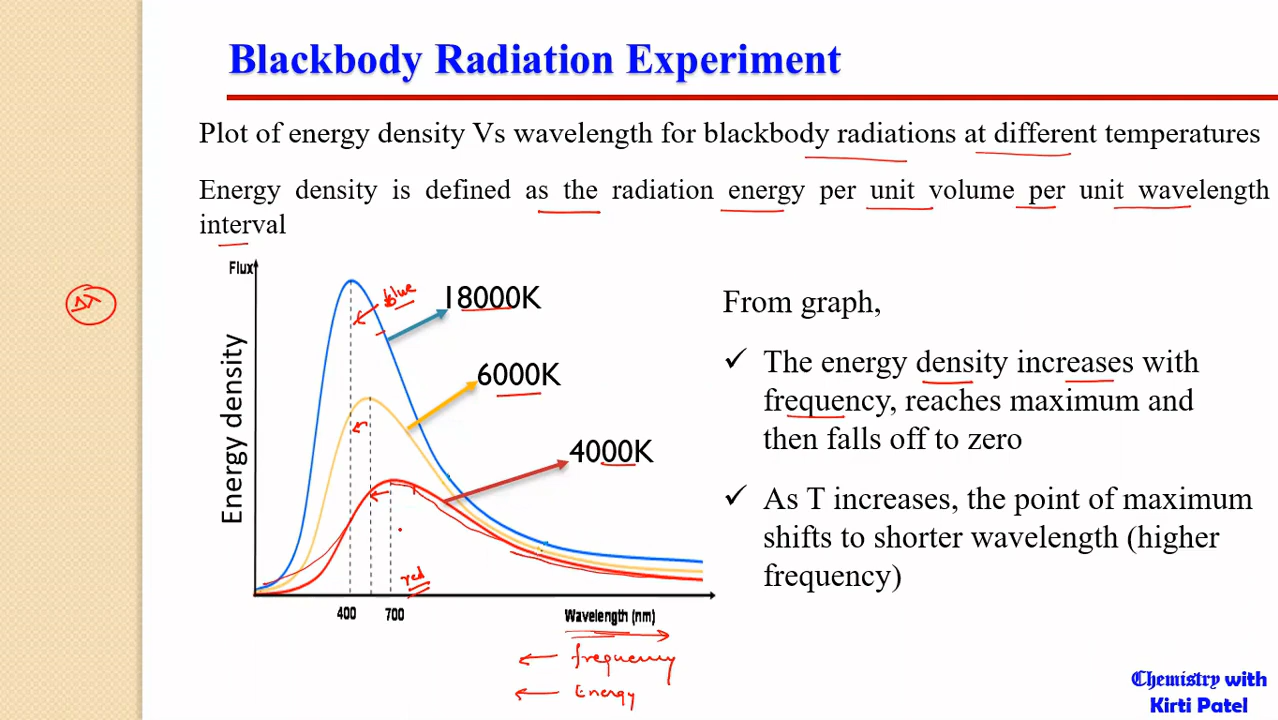 Blackbody Radiation Experiment
Plot of energy density Vs wavelength for blackbody radiations at different temperatures
Energy density is defined as the radiation energy per unit volume per unit wavelength
interval
Flux
Δλ
blue
18000K
6000K
4000K
Energy density
red
400
700
Wavelength (nm)
← frequency
← Energy
From graph,
✓ The energy density increases with
frequency, reaches maximum and
then falls off to zero
✓ As T increases, the point of maximum
shifts to shorter wavelength (higher
frequency)
Chemistry with
Kirti Patel